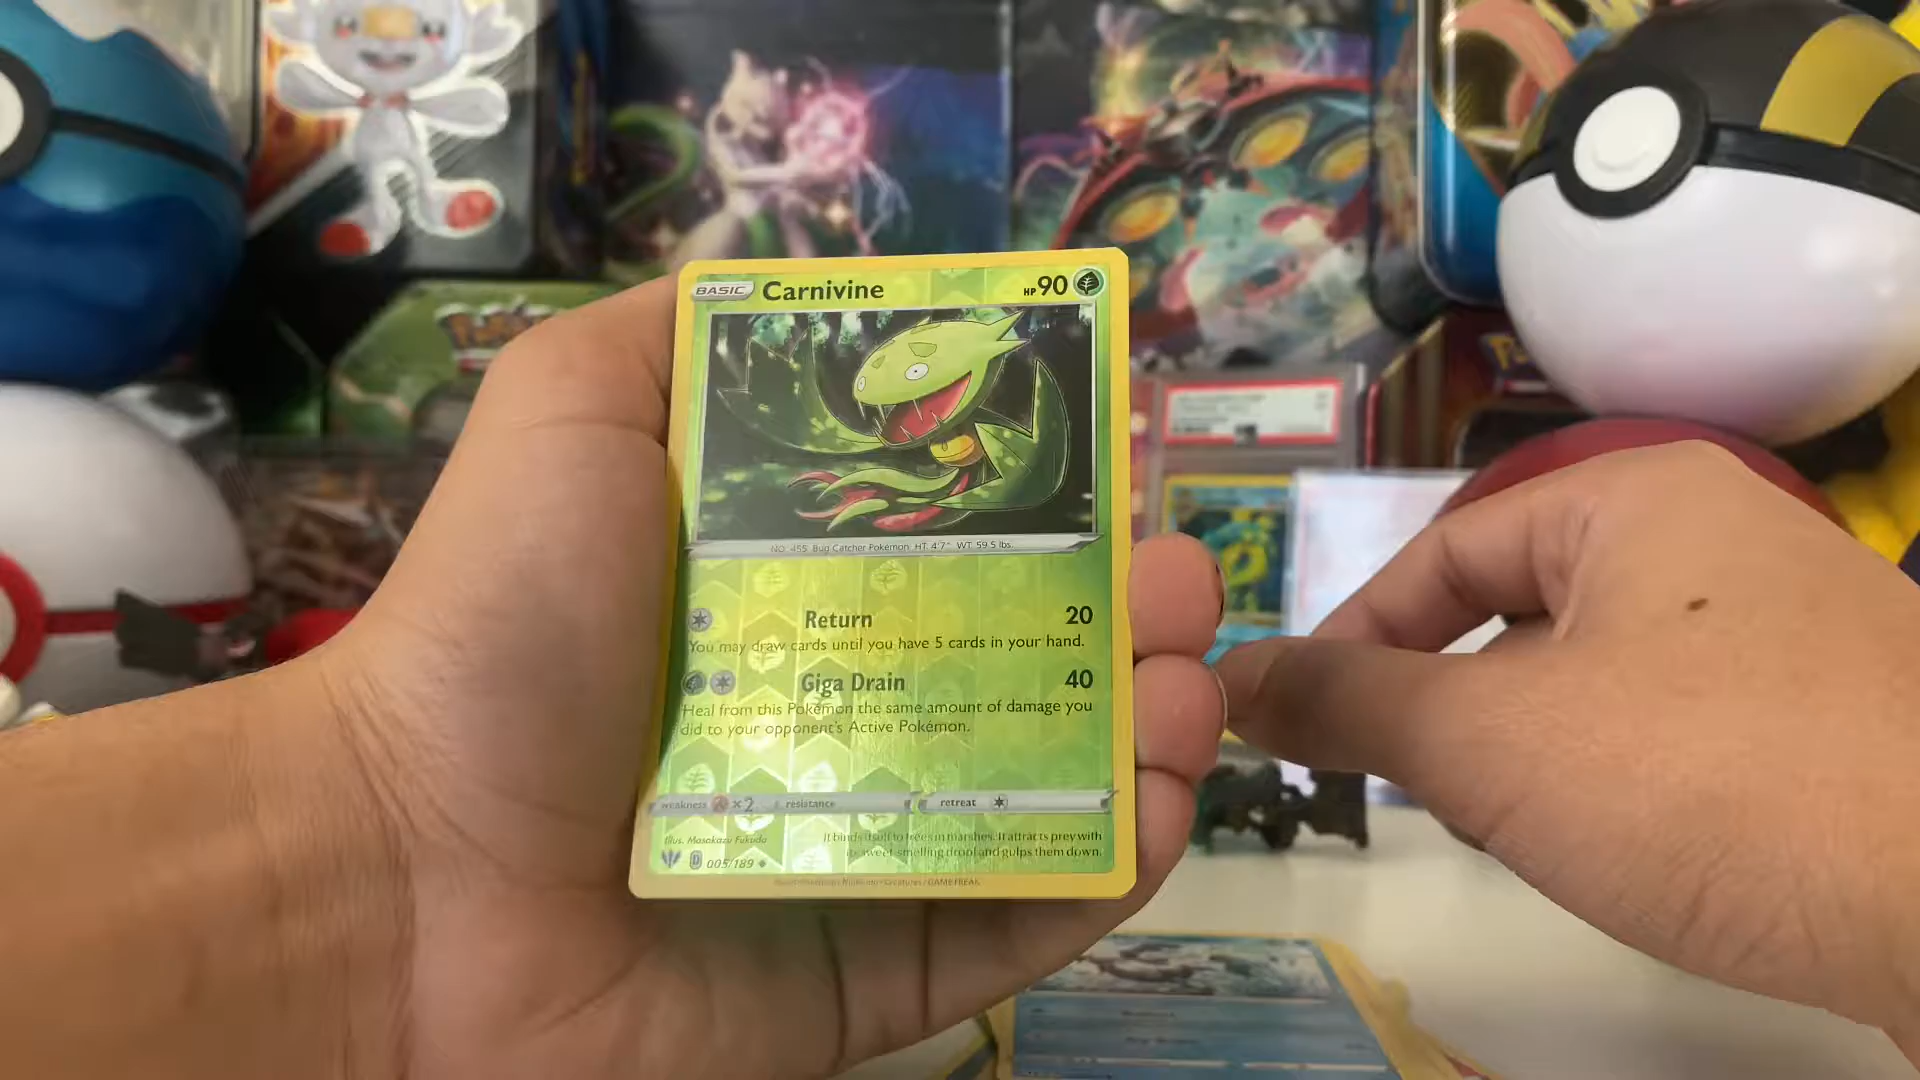 BASIC Carnivine HP 90
NO. 455 Bug Catcher Pokémon HT: 4'7" WT: 59.5 lbs.
Return 20
You may draw cards until you have 5 cards in your hand.
Giga Drain 40
Heal from this Pokémon the same amount of damage you
did to your opponent's Active Pokémon.
weakness ×2 resistance retreat
Illus. Masakazu Fukuda
It binds itself to trees in marshes. It attracts prey with
its sweet-smelling drool and gulps them down.
D 005/189